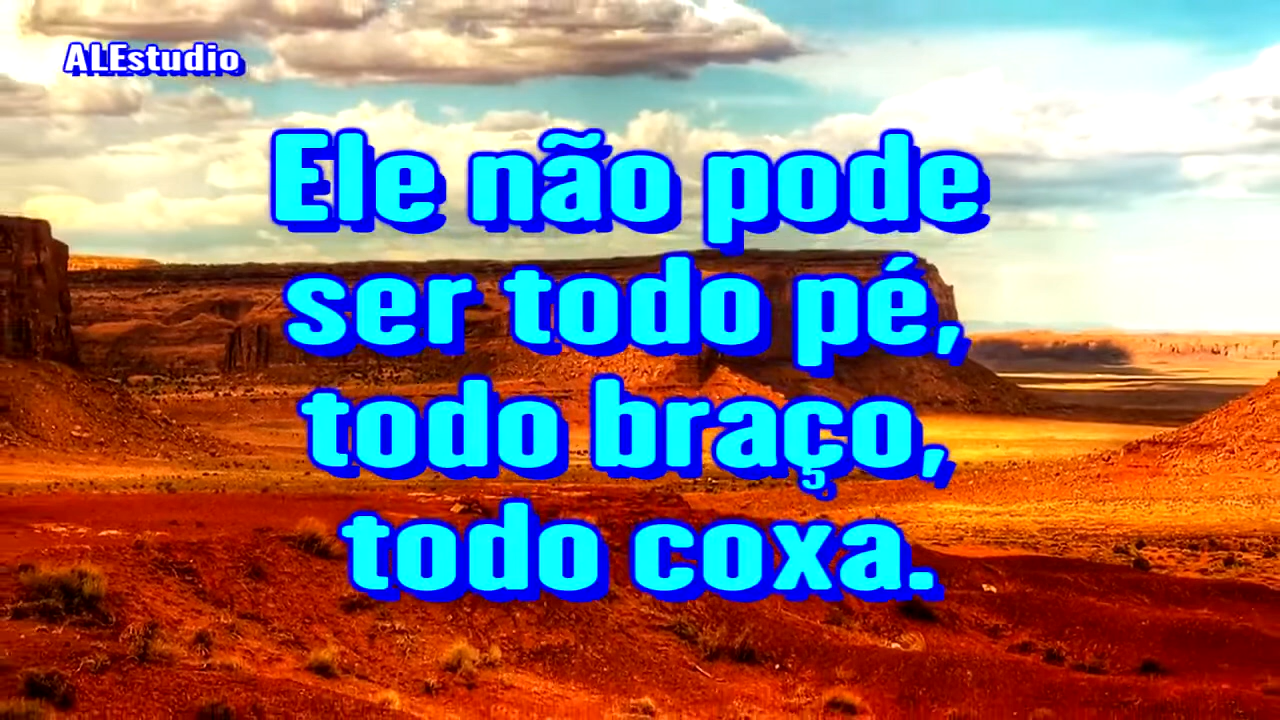 ALEstudio
Ele não pode
ser todo pé,
todo braço,
todo coxa.